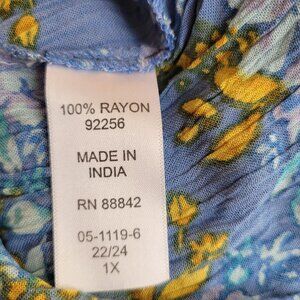 100% RAYON
92256
MADE IN
INDIA
RN 88842
05-1119-6
22/24
1X